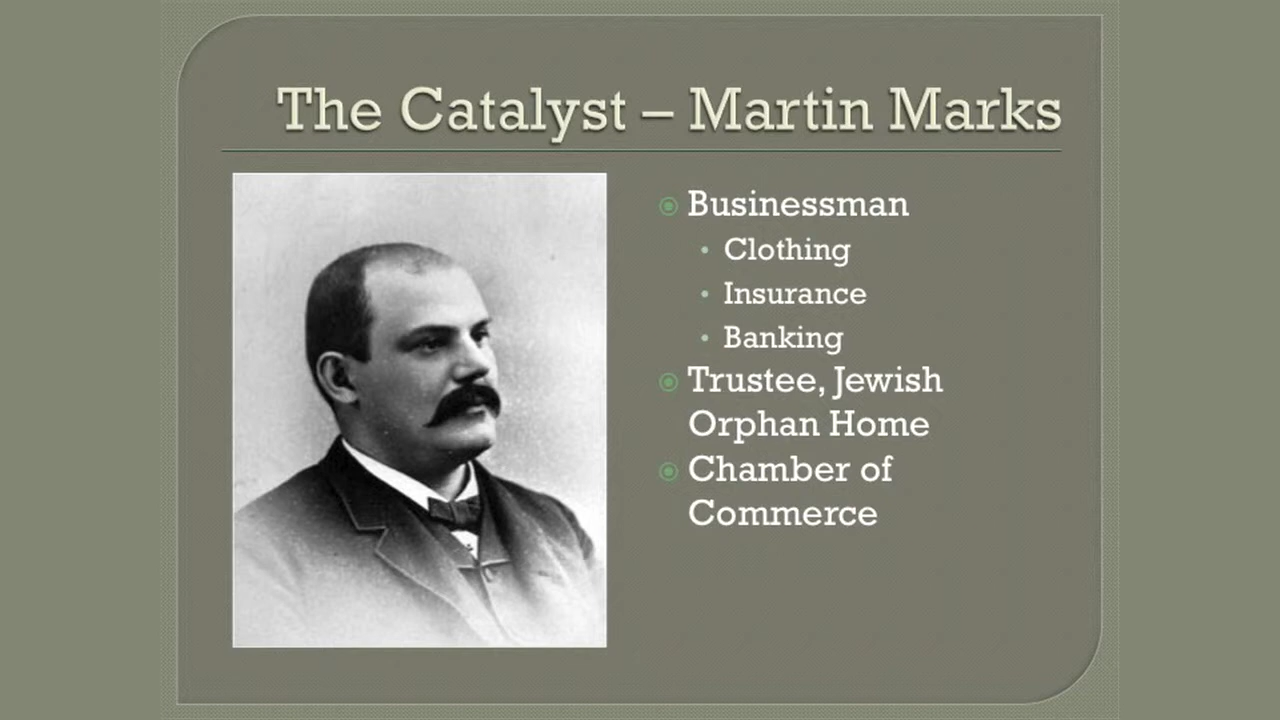 The Catalyst – Martin Marks
Businessman
Clothing
Insurance
Banking
Trustee, Jewish
Orphan Home
Chamber of
Commerce